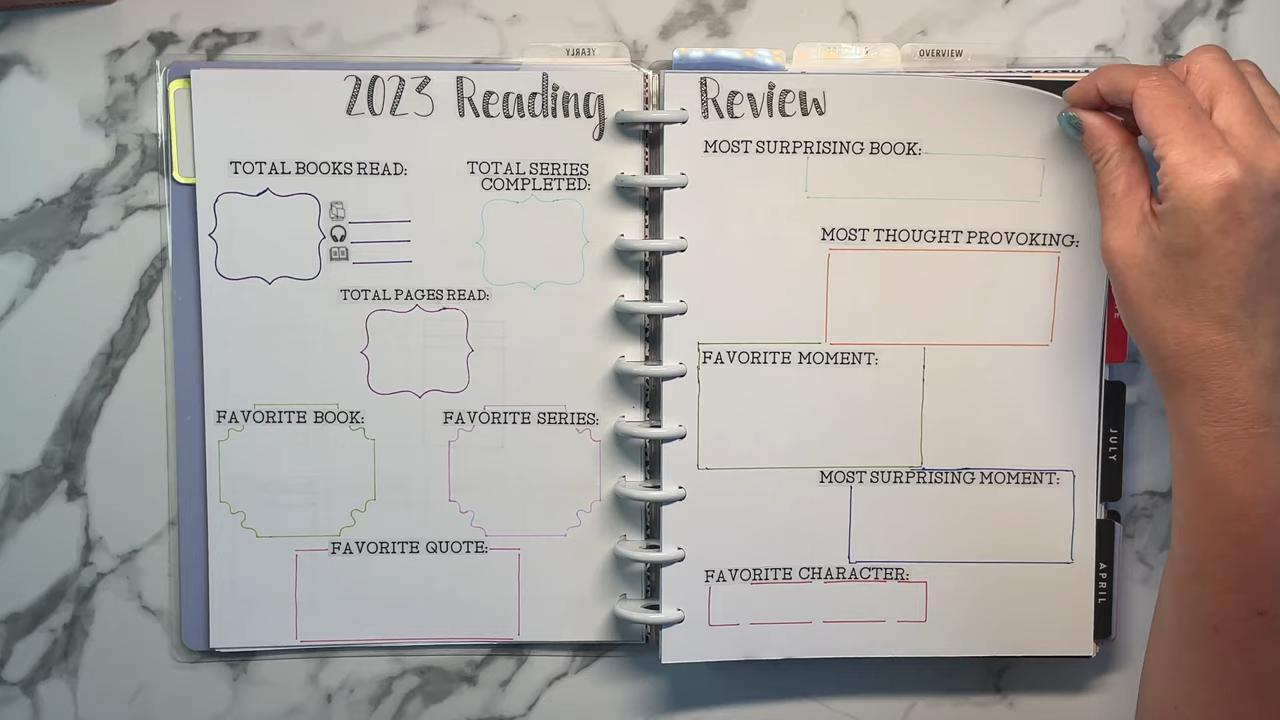 YEARLY
OVERVIEW
2023 Reading
Review
TOTAL BOOKS READ:
TOTAL SERIES
COMPLETED:
TOTAL PAGES READ:
FAVORITE BOOK:
FAVORITE SERIES:
FAVORITE QUOTE:
MOST SURPRISING BOOK:
MOST THOUGHT PROVOKING:
FAVORITE MOMENT:
MOST SURPRISING MOMENT:
FAVORITE CHARACTER:
JULY
APRIL